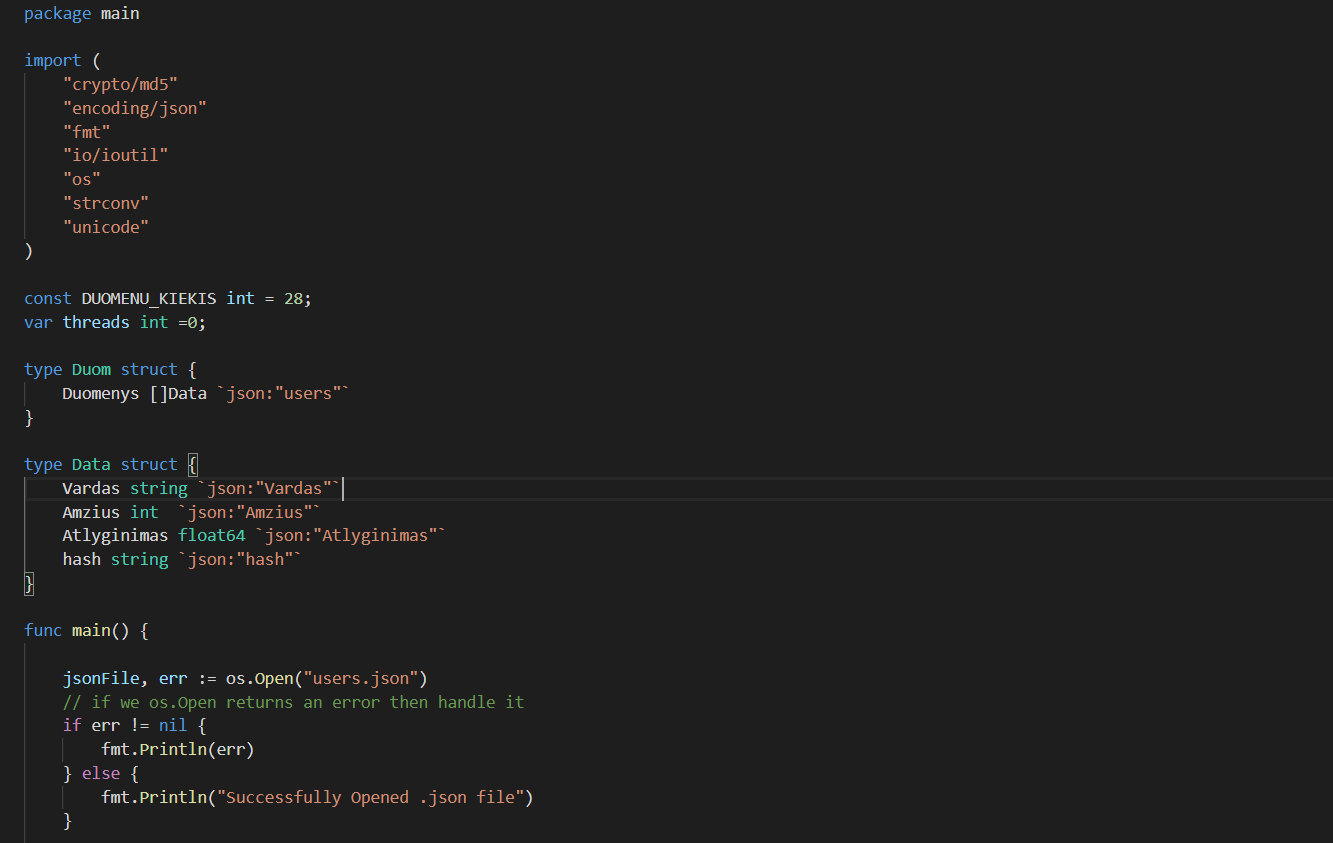 package main
import (
"crypto/md5"
"encoding/json"
"fmt"
"io/ioutil"
"os"
"strconv"
"unicode"
)
const DUOMENU_KIEKIS int = 28;
var threads int =0;
type Duom struct {
Duomenys []Data `json:"users"`
}
type Data struct {
Vardas string `json:"Vardas"`
Amzius int  `json:"Amzius"`
Atlyginimas float64 `json:"Atlyginimas"`
hash string `json:"hash"`
}
func main() {
jsonFile, err := os.Open("users.json")
// if we os.Open returns an error then handle it
if err != nil {
fmt.Println(err)
} else {
fmt.Println("Successfully Opened .json file")
}